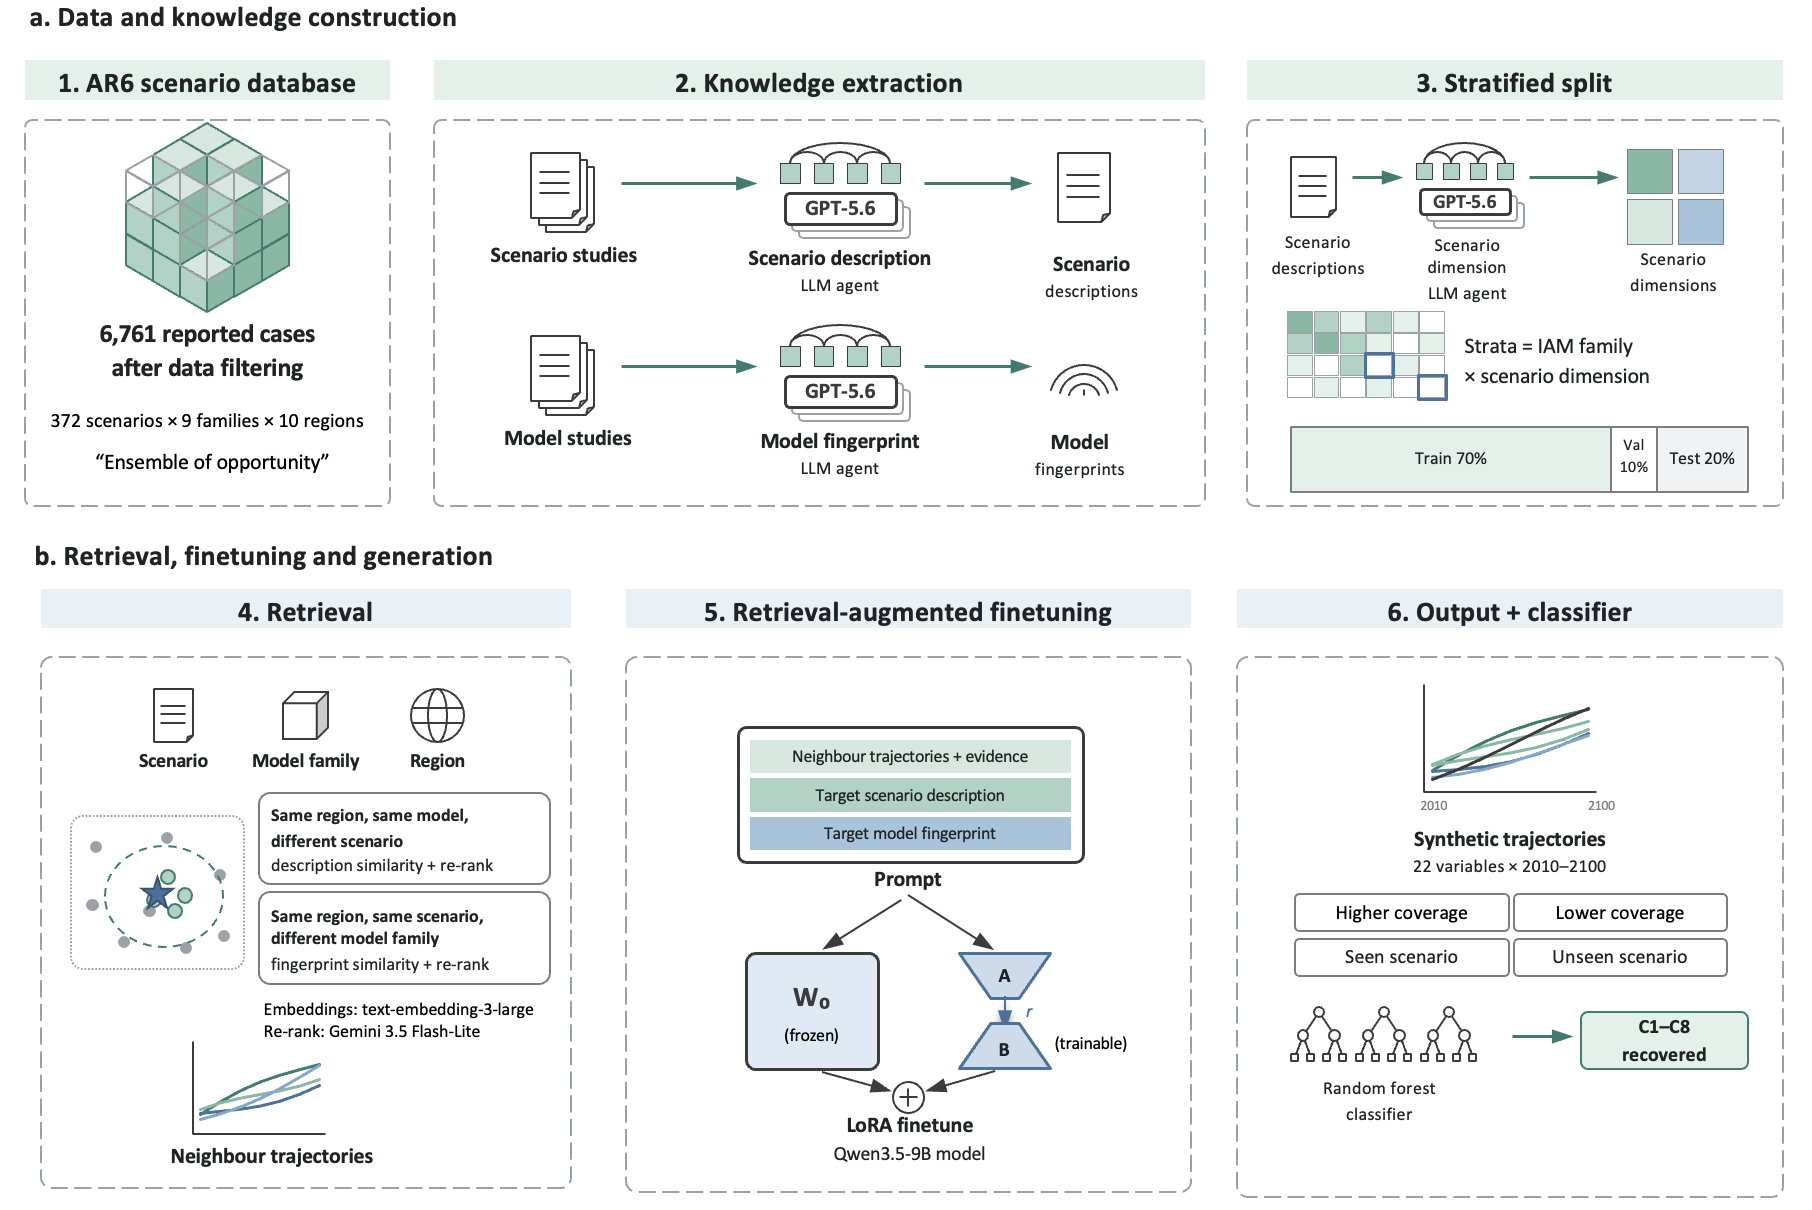 a. Data and knowledge construction
1. AR6 scenario database
6,761 reported cases
after data filtering
372 scenarios × 9 families × 10 regions
“Ensemble of opportunity”
2. Knowledge extraction
Scenario studies
GPT-5.6
Scenario description
LLM agent
Scenario
descriptions
Model studies
GPT-5.6
Model fingerprint
LLM agent
Model
fingerprints
3. Stratified split
Scenario
descriptions
GPT-5.6
Scenario
dimension
LLM agent
Scenario
dimensions
Strata = IAM family
× scenario dimension
Train 70%
Val
10%
Test 20%
b. Retrieval, finetuning and generation
4. Retrieval
Scenario
Model family
Region
Same region, same model,
different scenario
description similarity + re-rank
Same region, same scenario,
different model family
fingerprint similarity + re-rank
Embeddings: text-embedding-3-large
Re-rank: Gemini 3.5 Flash-Lite
Neighbour trajectories
5. Retrieval-augmented finetuning
Neighbour trajectories + evidence
Target scenario description
Target model fingerprint
Prompt
W₀
(frozen)
A
r
B
(trainable)
LoRA finetune
Qwen3.5-9B model
6. Output + classifier
2010
2100
Synthetic trajectories
22 variables × 2010–2100
Higher coverage
Lower coverage
Seen scenario
Unseen scenario
Random forest
classifier
C1–C8
recovered